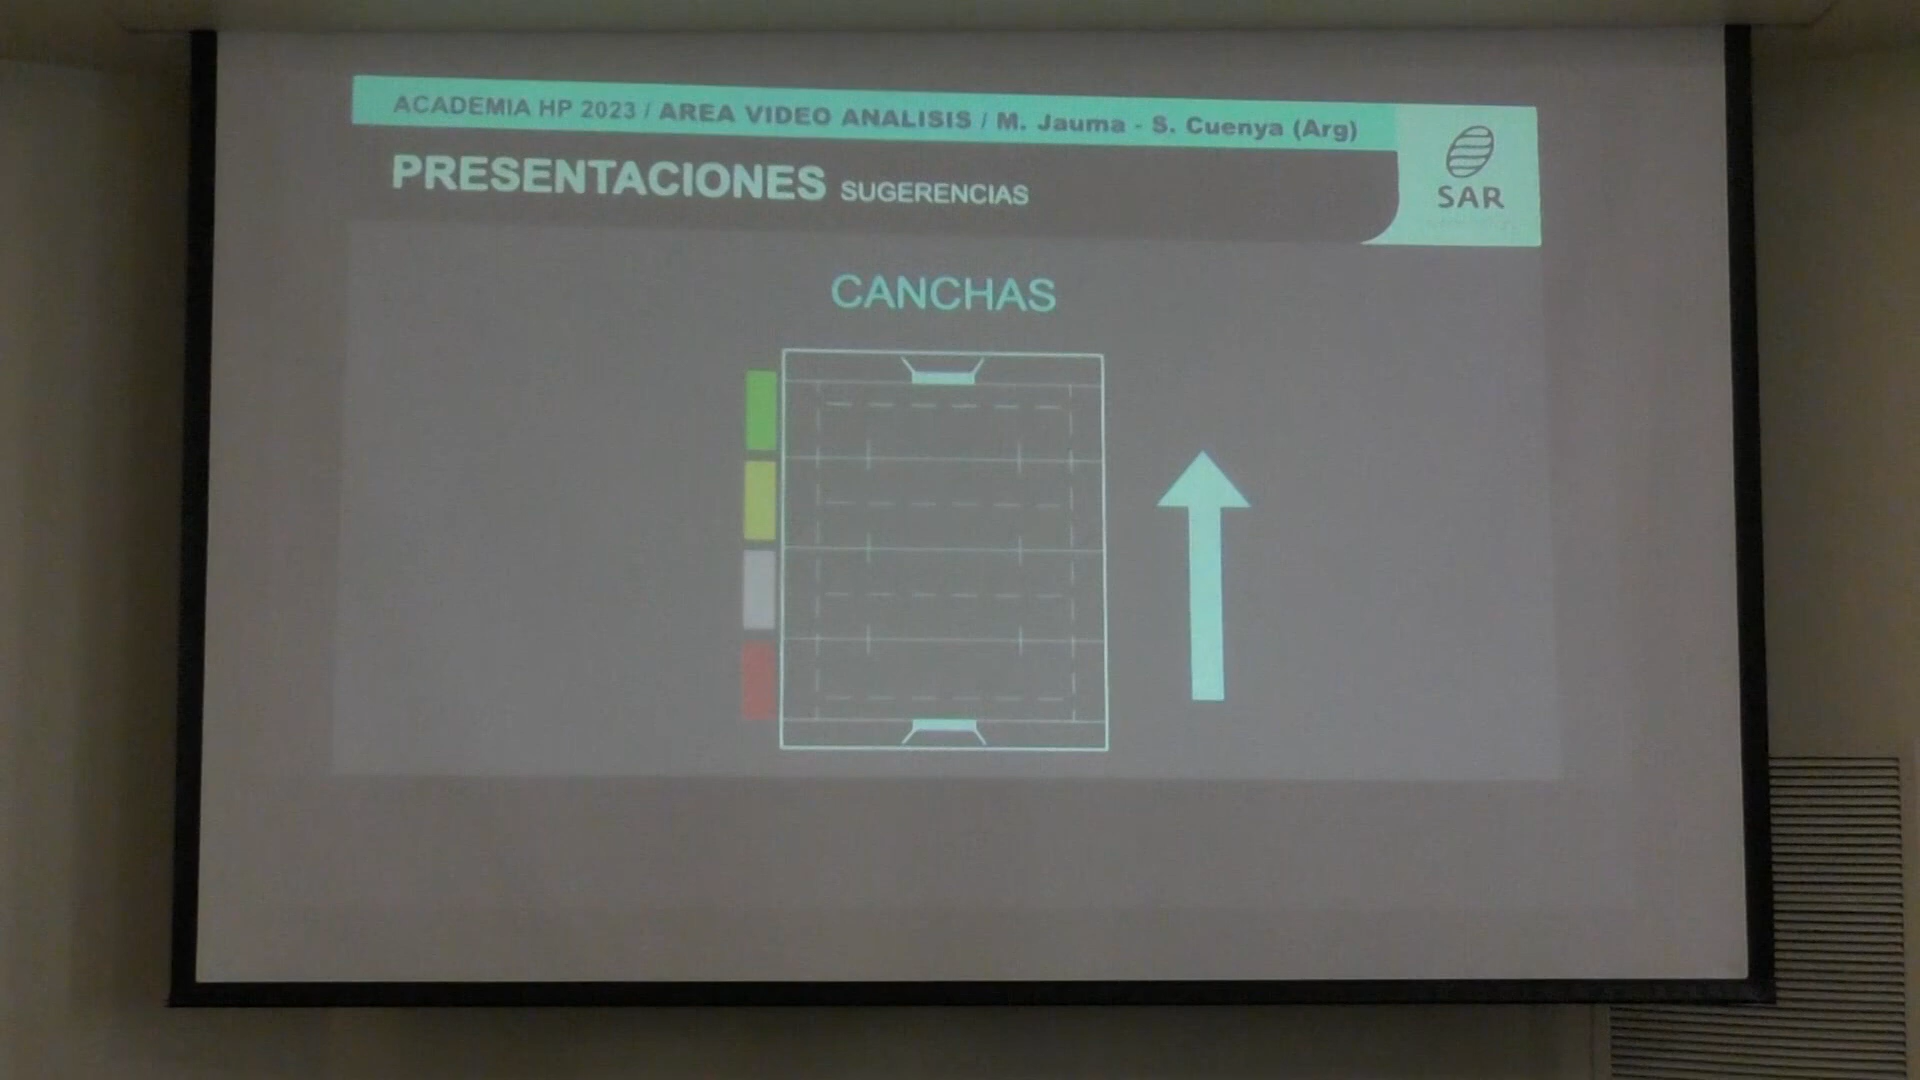 ACADEMIA HP 2023 / AREA VIDEO ANALISIS / M. Jauma - S. Cuenya (Arg)
SAR
PRESENTACIONES SUGERENCIAS
CANCHAS